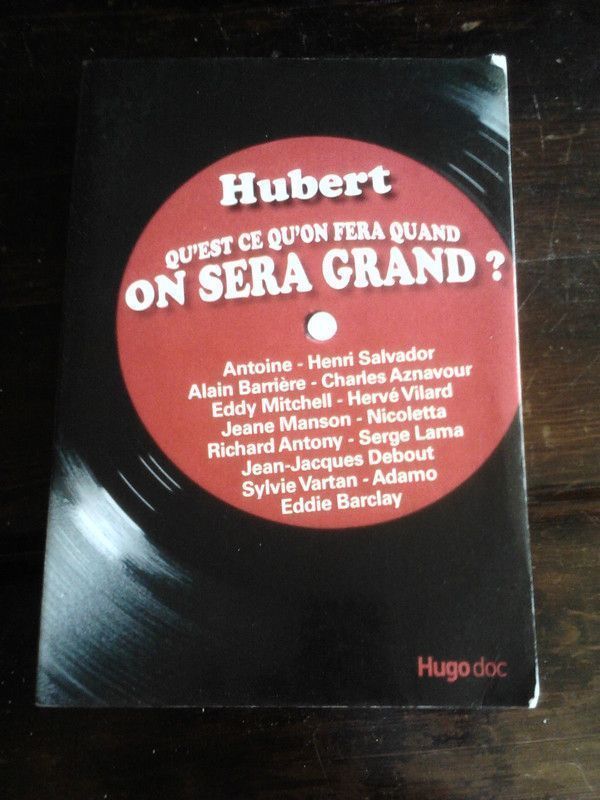 Hubert
QU'EST CE QU'ON FERA QUAND
ON SERA GRAND ?
Antoine - Henri Salvador
Alain Barrière - Charles Aznavour
Eddy Mitchell - Hervé Vilard
Jeane Manson - Nicoletta
Richard Antony - Serge Lama
Jean-Jacques Debout
Sylvie Vartan - Adamo
Eddie Barclay
Hugo doc